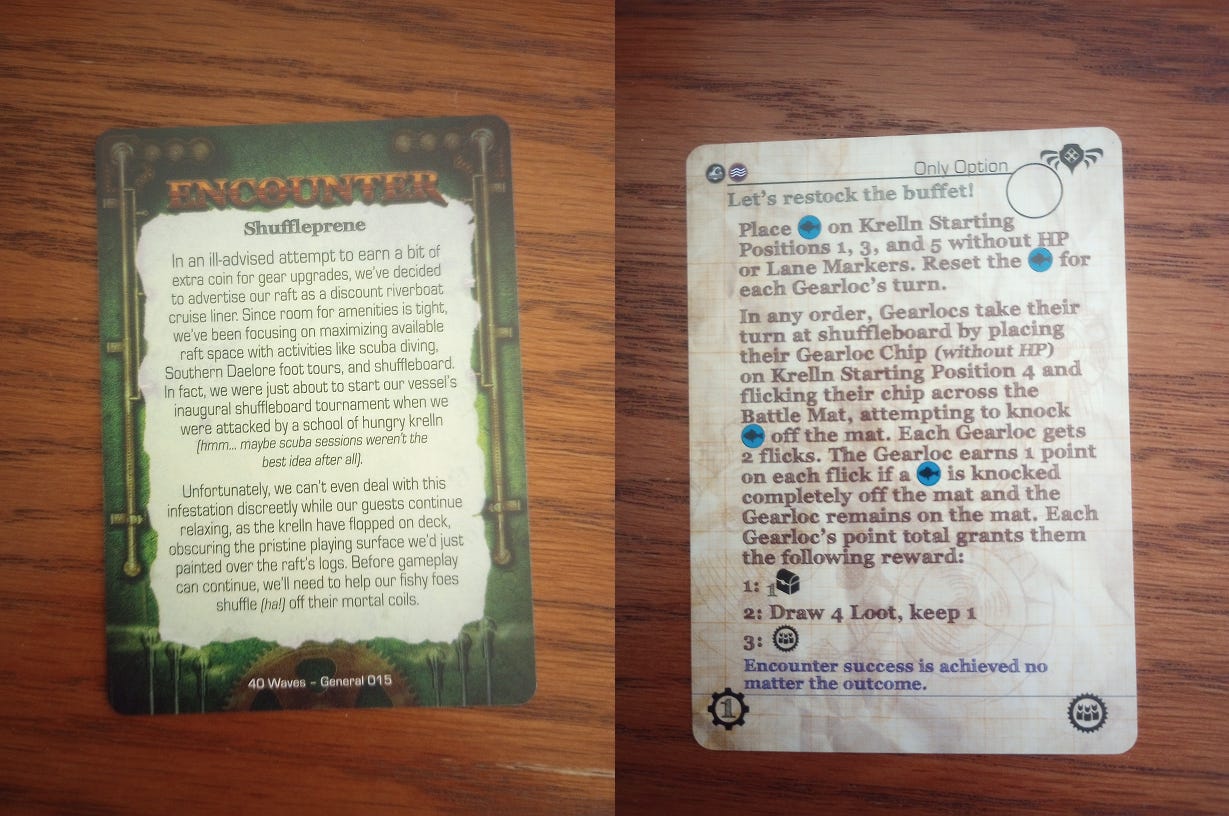 ENCOUNTER
Shuffleprene
In an ill-advised attempt to earn a bit of
extra coin for gear upgrades, we've decided
to advertise our raft as a discount riverboat
cruise liner. Since room for amenities is tight,
we've been focusing on maximizing available
raft space with activities like scuba diving,
Southern Daelore foot tours, and shuffleboard.
In fact, we were just about to start our vessel's
inaugural shuffleboard tournament when we
were attacked by a school of hungry krelln
(hmm... maybe scuba sessions weren't the
best idea after all).
Unfortunately, we can't even deal with this
infestation discreetly while our guests continue
relaxing, as the krelln have flopped on deck,
obscuring the pristine playing surface we'd just
painted over the raft's logs. Before gameplay
can continue, we'll need to help our fishy foes
shuffle (ha!) off their mortal coils.
40 Waves - General 015
Only Option
Let's restock the buffet!
Place on Krelln Starting
Positions 1, 3, and 5 without HP
or Lane Markers. Reset the for
each Gearloc's turn.
In any order, Gearlocs take their
turn at shuffleboard by placing
their Gearloc Chip (without HP)
on Krelln Starting Position 4 and
flicking their chip across the
Battle Mat, attempting to knock
off the mat. Each Gearloc gets
2 flicks. The Gearloc earns 1 point
on each flick if a is knocked
completely off the mat and the
Gearloc remains on the mat. Each
Gearloc's point total grants them
the following reward:
1: 1
2: Draw 4 Loot, keep 1
3:
Encounter success is achieved no
matter the outcome.
1